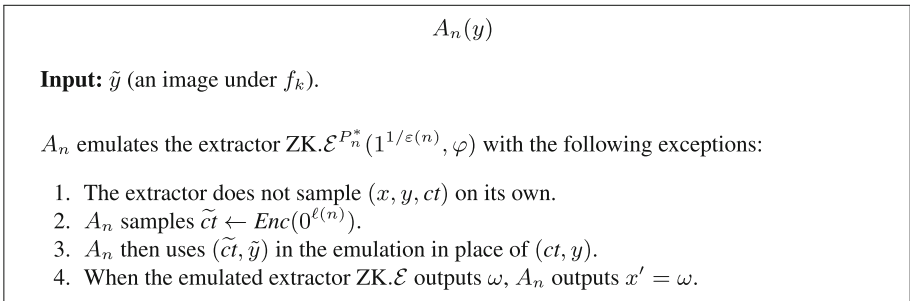 A_n(y)
Input: ỹ (an image under f_k).
A_n emulates the extractor ZK.ℰ^{P_n^*}(1^{1/ε(n)}, φ) with the following exceptions:
1. The extractor does not sample (x, y, ct) on its own.
2. A_n samples c̃t ← Enc(0^{ℓ(n)}).
3. A_n then uses (c̃t, ỹ) in the emulation in place of (ct, y).
4. When the emulated extractor ZK.ℰ outputs ω, A_n outputs x′ = ω.